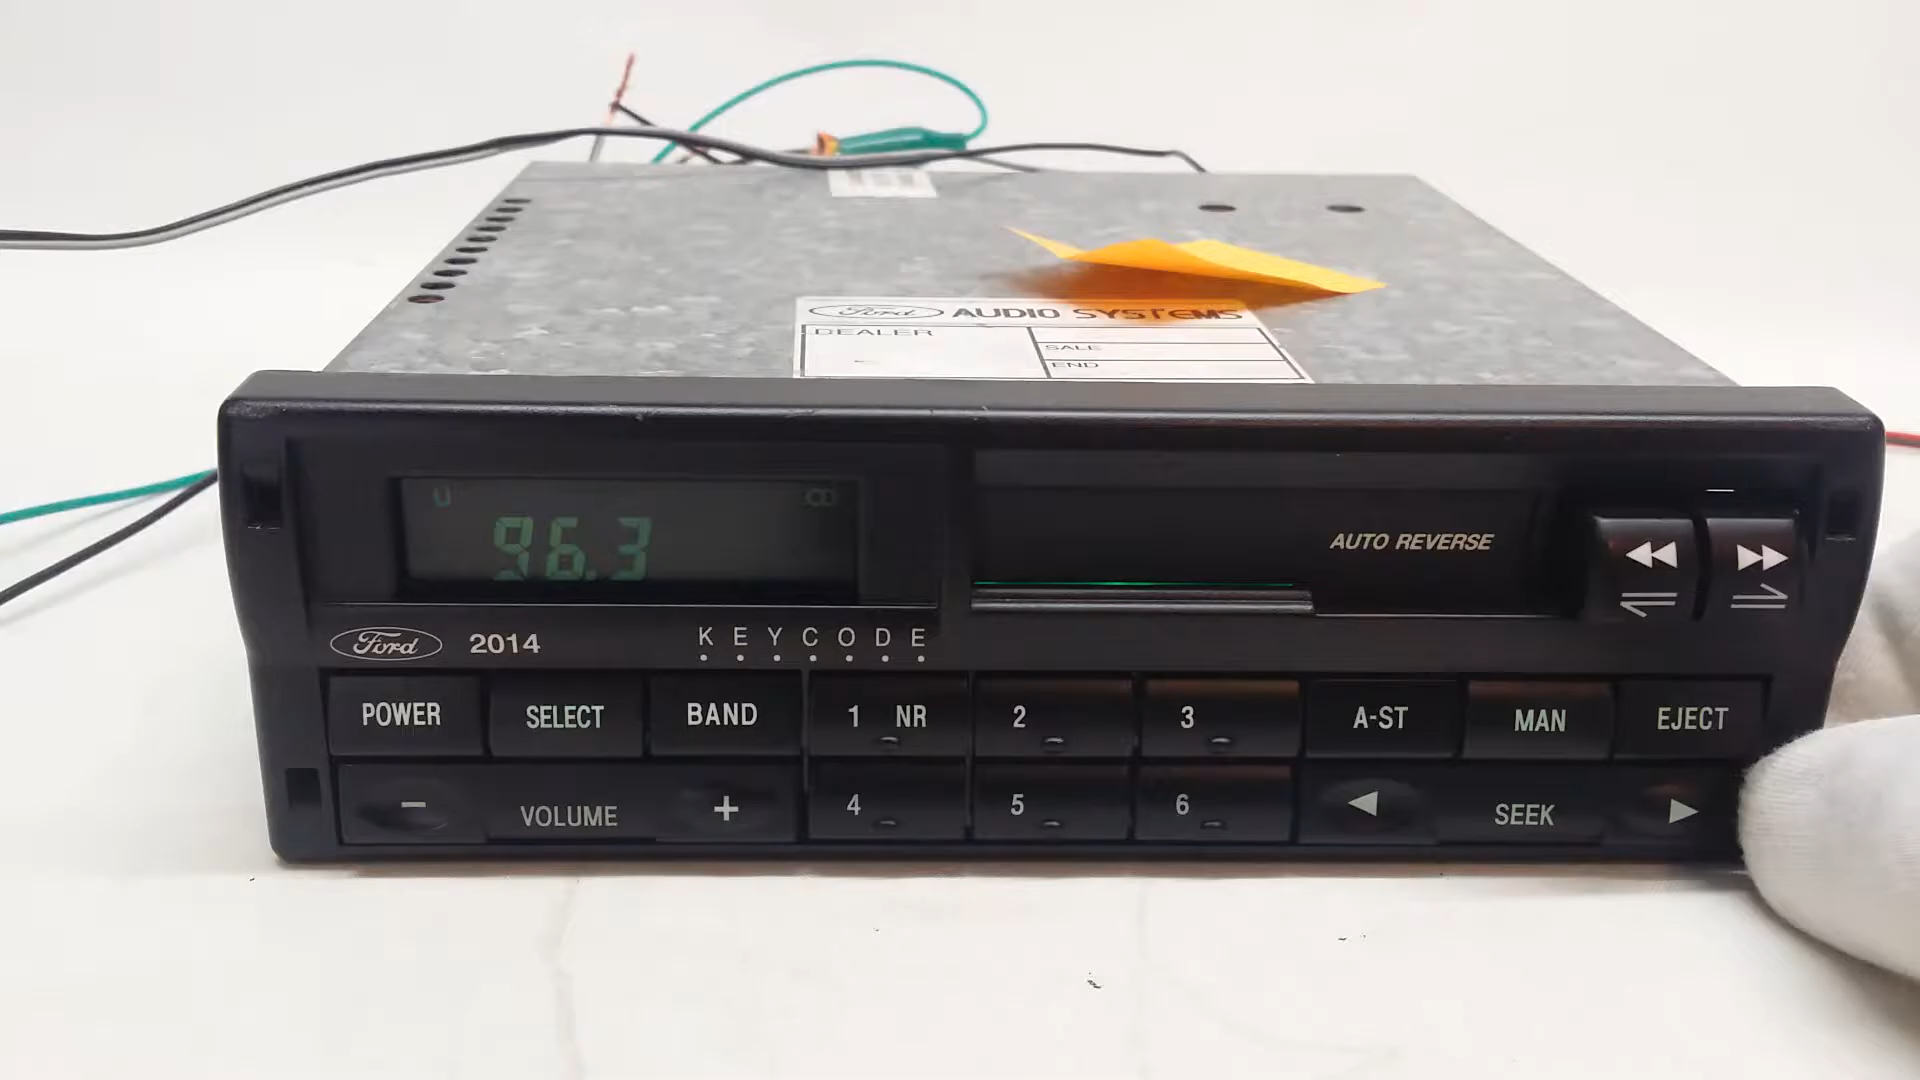 Ford AUDIO SYSTEMS
DEALER
SALE
END
U
96.3
AUTO REVERSE
Ford 2014
KEYCODE
POWER SELECT BAND 1 NR 2 3 A-ST MAN EJECT
- VOLUME + 4 5 6 SEEK